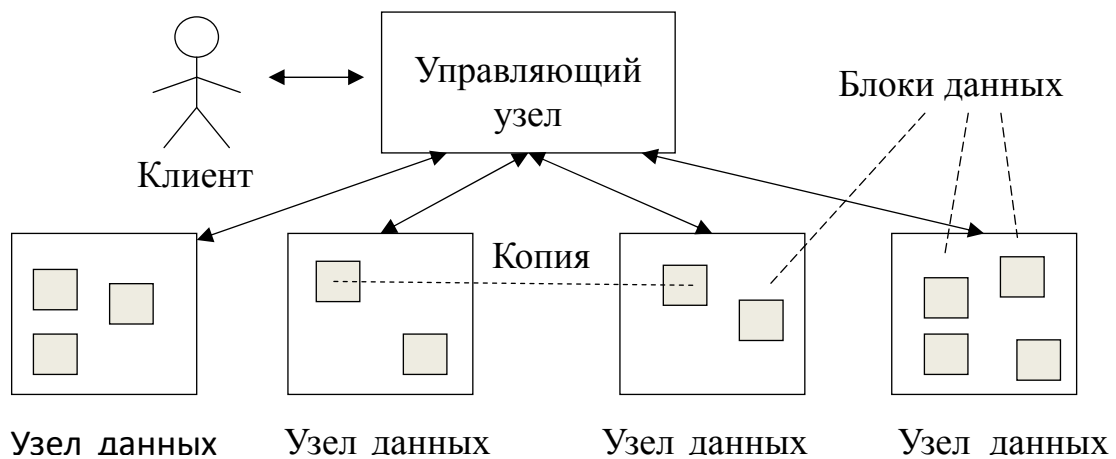 Управляющий
узел
Блоки данных
Клиент
Копия
Узел данных
Узел данных
Узел данных
Узел данных